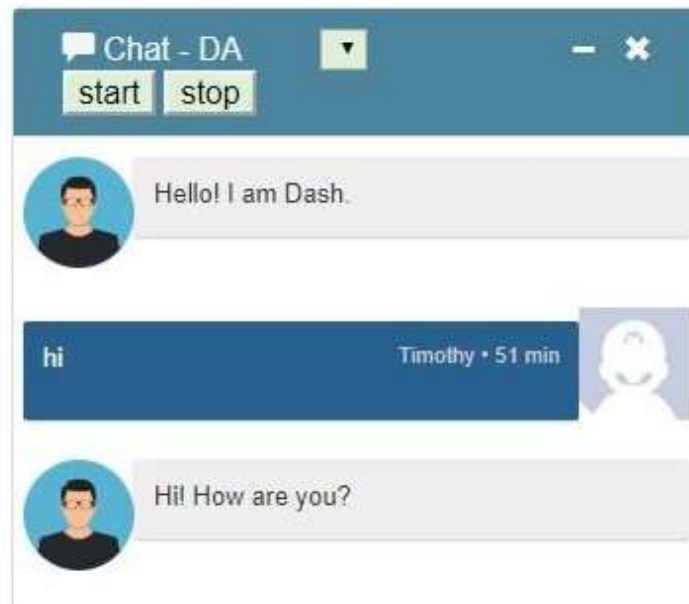 Chat - DA
start stop
Hello! I am Dash.
hi Timothy • 51 min
Hi! How are you?